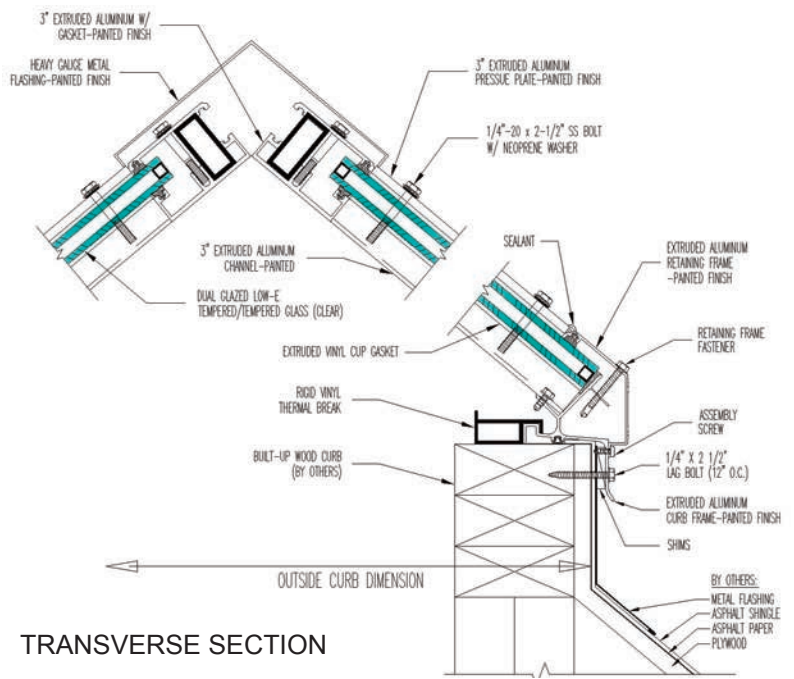 3" EXTRUDED ALUMINUM W/
GASKET-PAINTED FINISH
HEAVY GAUGE METAL
FLASHING-PAINTED FINISH
3" EXTRUDED ALUMINUM
PRESSUE PLATE-PAINTED FINISH
1/4"-20 x 2-1/2" SS BOLT
W/ NEOPRENE WASHER
3" EXTRUDED ALUMINUM
CHANNEL-PAINTED
SEALANT
EXTRUDED ALUMINUM
RETAINING FRAME
-PAINTED FINISH
DUAL GLAZED LOW-E
TEMPERED/TEMPERED GLASS (CLEAR)
EXTRUDED VINYL CUP GASKET
RETAINING FRAME
FASTENER
RIGID VINYL
THERMAL BREAK
ASSEMBLY
SCREW
BUILT-UP WOOD CURB
(BY OTHERS)
1/4" X 2 1/2"
LAG BOLT (12" O.C.)
EXTRUDED ALUMINUM
CURB FRAME-PAINTED FINISH
SHIMS
OUTSIDE CURB DIMENSION
BY OTHERS:
METAL FLASHING
ASPHALT SHINGLE
ASPHALT PAPER
PLYWOOD
TRANSVERSE SECTION